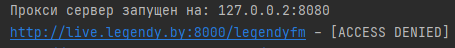 Прокси сервер запущен на: 127.0.0.2:8080
http://live.legendy.by:8000/legendyfm – [ACCESS DENIED]